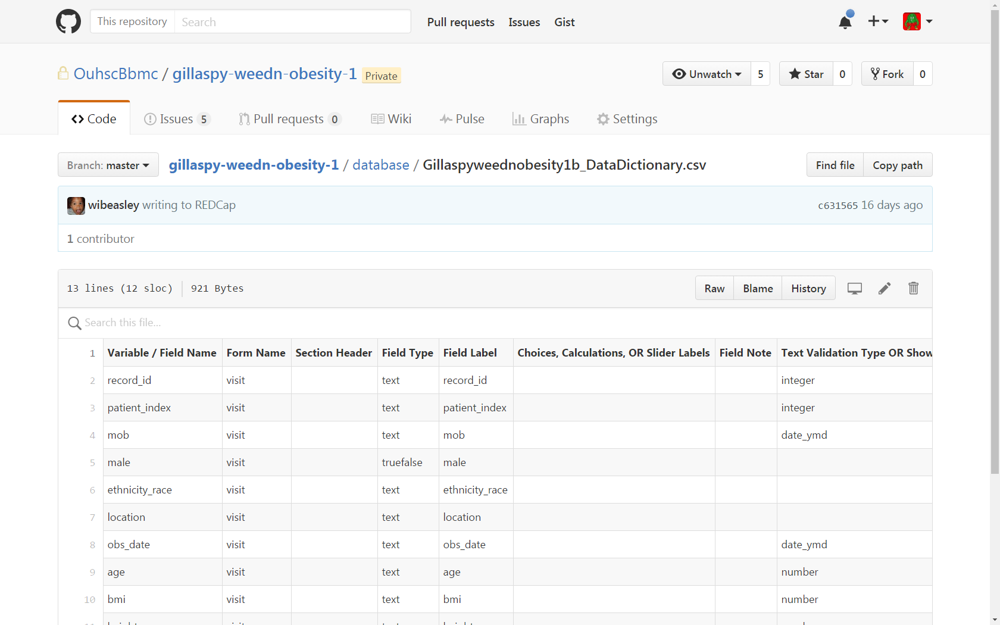 This repository Search Pull requests Issues Gist
OuhscBbmc / gillaspy-weedn-obesity-1 Private Unwatch 5 Star 0 Fork 0
Code Issues 5 Pull requests 0 Wiki Pulse Graphs Settings
Branch: master gillaspy-weedn-obesity-1 / database / Gillaspyweednobesity1b_DataDictionary.csv Find file Copy path
wibeasley writing to REDCap c631565 16 days ago
1 contributor
13 lines (12 sloc) 921 Bytes Raw Blame History
Search this file...
1 Variable / Field Name Form Name Section Header Field Type Field Label Choices, Calculations, OR Slider Labels Field Note Text Validation Type OR Show
2 record_id visit text record_id integer
3 patient_index visit text patient_index integer
4 mob visit text mob date_ymd
5 male visit truefalse male
6 ethnicity_race visit text ethnicity_race
7 location visit text location
8 obs_date visit text obs_date date_ymd
9 age visit text age number
10 bmi visit text bmi number